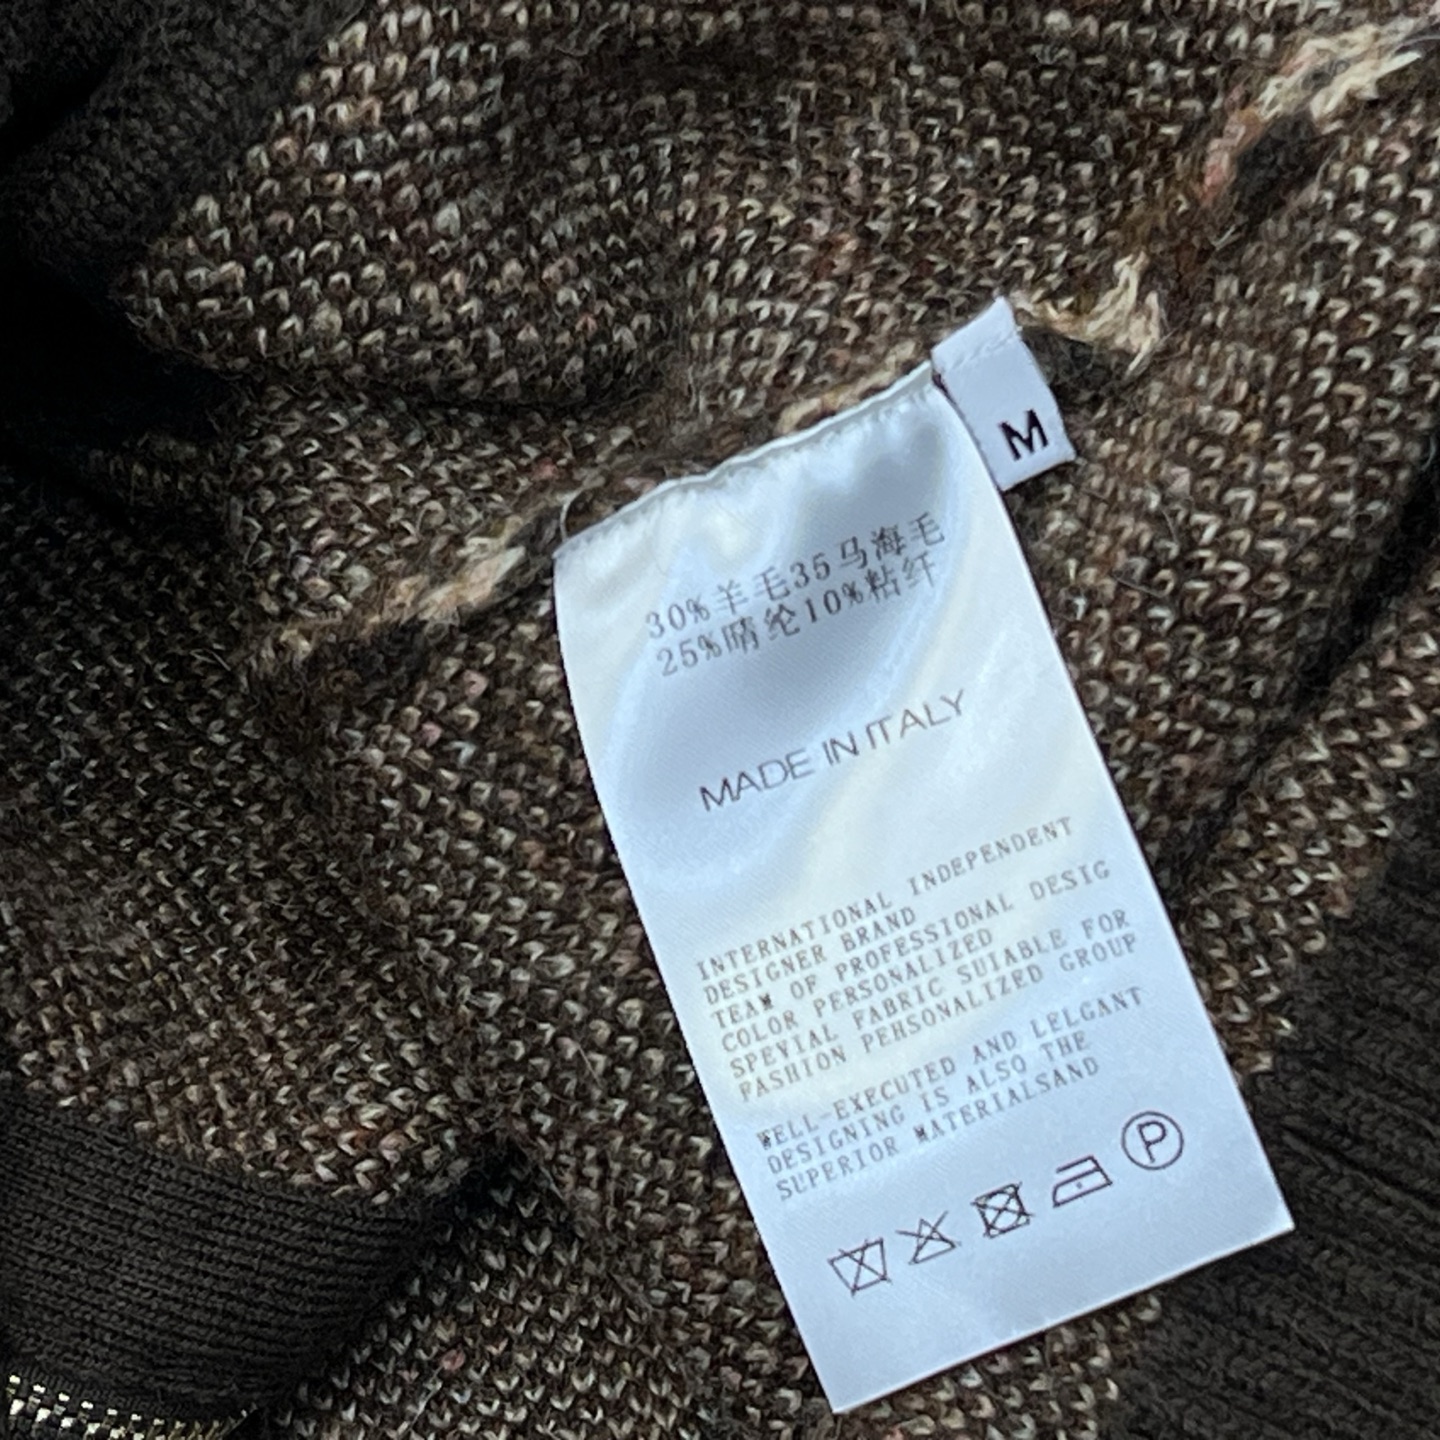 M
30%羊毛35马海毛
25%晴纶10%粘纤
MADE IN ITALY
INTERNATIONAL INDEPENDENT
DESIGNER BRAND
TEAM OF PROFESSIONAL DESIG
COLOR PERSONALIZED
SPEVIAL FABRIC SUIABLE FOR
FASHION PERSONALIZED GROUP
WELL-EXECUTED AND LELGANT
DESIGNING IS ALSO THE
SUPERIOR MATERIALSAND
P